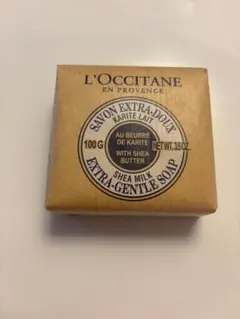 L'OCCITANE
EN PROVENCE
SAVON EXTRA-DOUX
KARITE LAIT
100 G
AU BEURRE
DE KARITE
WITH SHEA
BUTTER
NET WT. 3.5 OZ.
SHEA MILK
EXTRA-GENTLE SOAP